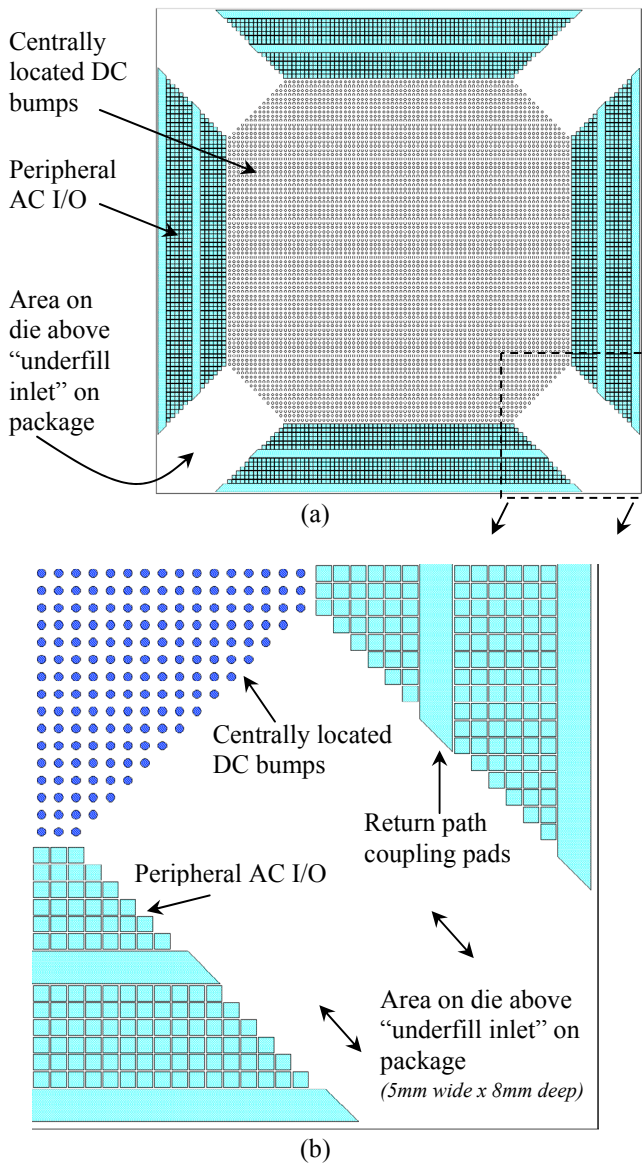 Centrally
located DC
bumps
Peripheral
AC I/O
Area on
die above
“underfill
inlet” on
package
(a)
Centrally located
DC bumps
Return path
coupling pads
Peripheral AC I/O
Area on die above
“underfill inlet” on
package
(5mm wide x 8mm deep)
(b)